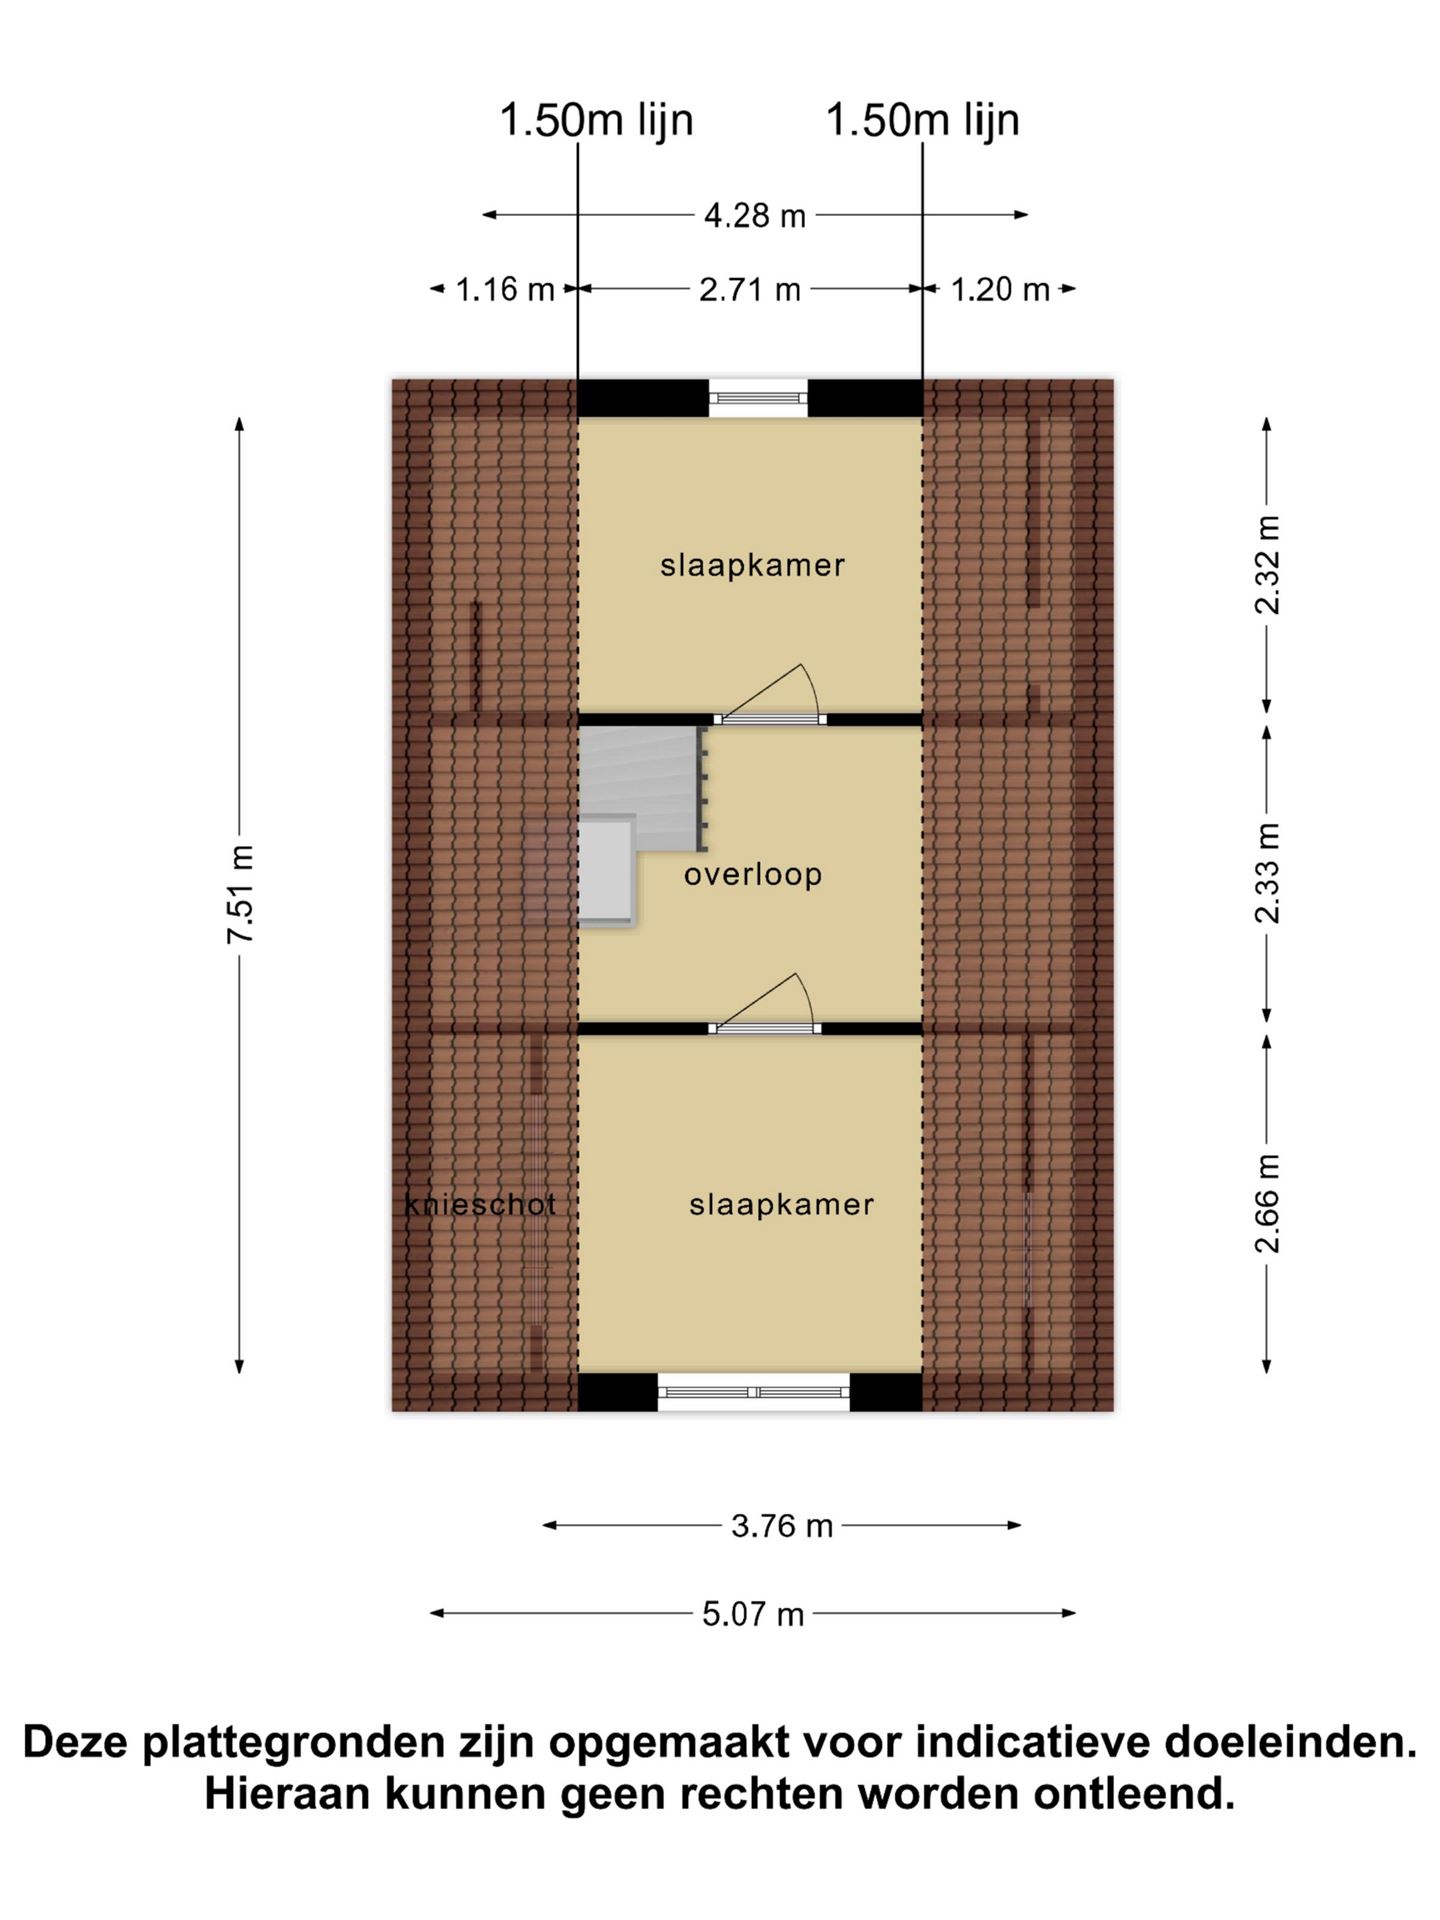 1.50m lijn 1.50m lijn
4.28 m
1.16 m 2.71 m 1.20 m
slaapkamer
2.32 m
7.51 m
overloop
2.33 m
knieschot
slaapkamer
2.66 m
3.76 m
5.07 m
Deze plattegronden zijn opgemaakt voor indicatieve doeleinden.
Hieraan kunnen geen rechten worden ontleend.